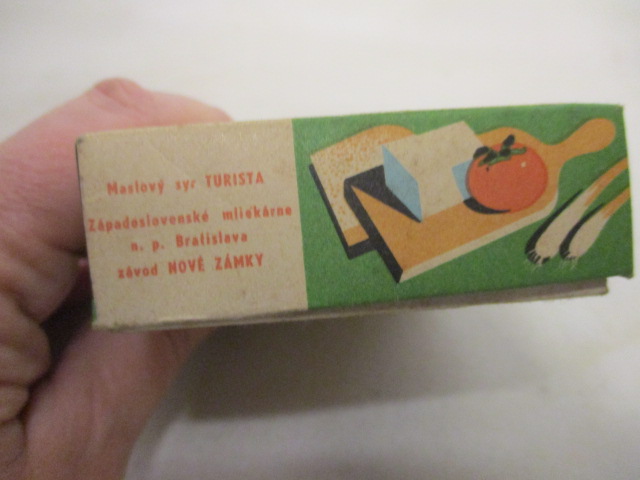 Maslový syr TURISTA
Západoslovenské mliekárne
n. p. Bratislava
závod NOVÉ ZÁMKY